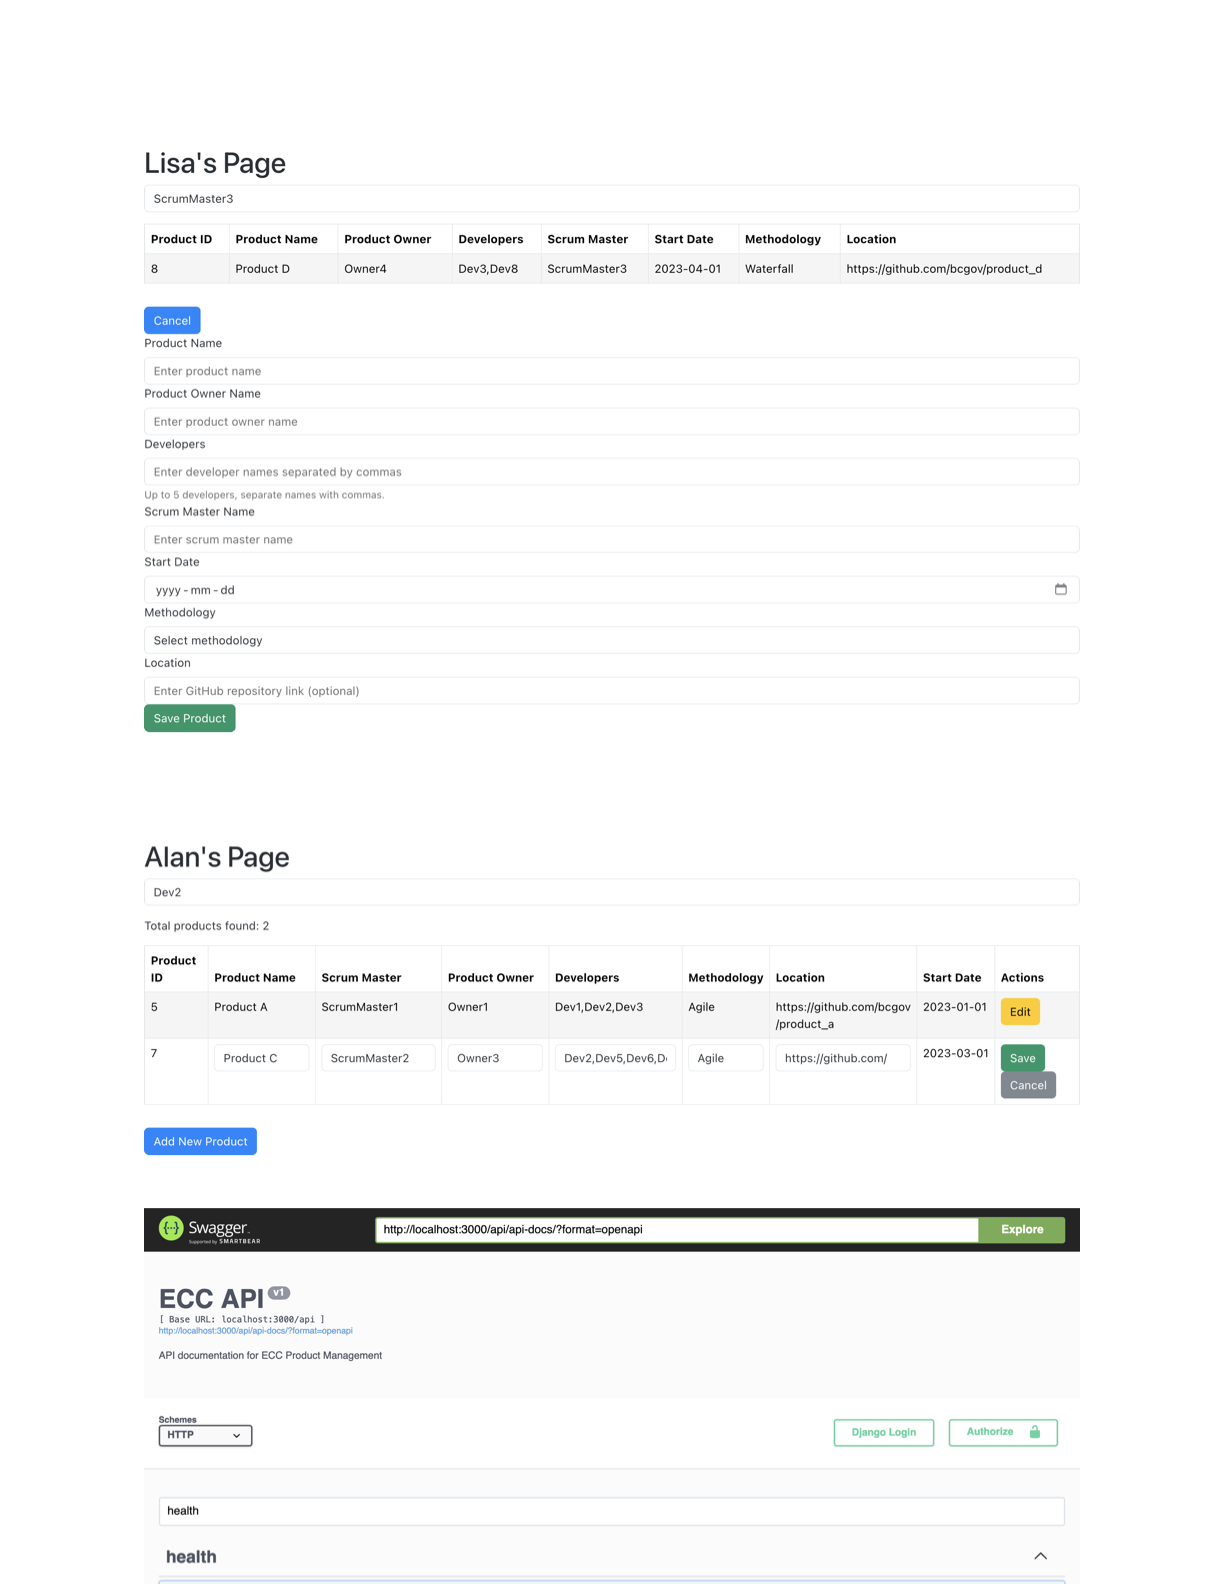 Lisa's Page
ScrumMaster3
Product ID Product Name Product Owner Developers Scrum Master Start Date Methodology Location
8 Product D Owner4 Dev3,Dev8 ScrumMaster3 2023-04-01 Waterfall https://github.com/bcgov/product_d
Cancel
Product Name
Enter product name
Product Owner Name
Enter product owner name
Developers
Enter developer names separated by commas
Up to 5 developers, separate names with commas.
Scrum Master Name
Enter scrum master name
Start Date
yyyy-mm-dd
Methodology
Select methodology
Location
Enter GitHub repository link (optional)
Save Product
Alan's Page
Dev2
Total products found: 2
Product
ID Product Name Scrum Master Product Owner Developers Methodology Location Start Date Actions
5 Product A ScrumMaster1 Owner1 Dev1,Dev2,Dev3 Agile https://github.com/bcgov 2023-01-01 Edit
/product_a
7 Product C ScrumMaster2 Owner3 Dev2,Dev5,Dev6,D Agile https://github.com/ 2023-03-01 Save
Cancel
Add New Product
{...} Swagger
Supported by SMARTBEAR
http://localhost:3000/api/api-docs/?format=openapi Explore
ECC API v1
[ Base URL: localhost:3000/api ]
http://localhost:3000/api/api-docs/?format=openapi
API documentation for ECC Product Management
Schemes
HTTP Django Login Authorize
health
health